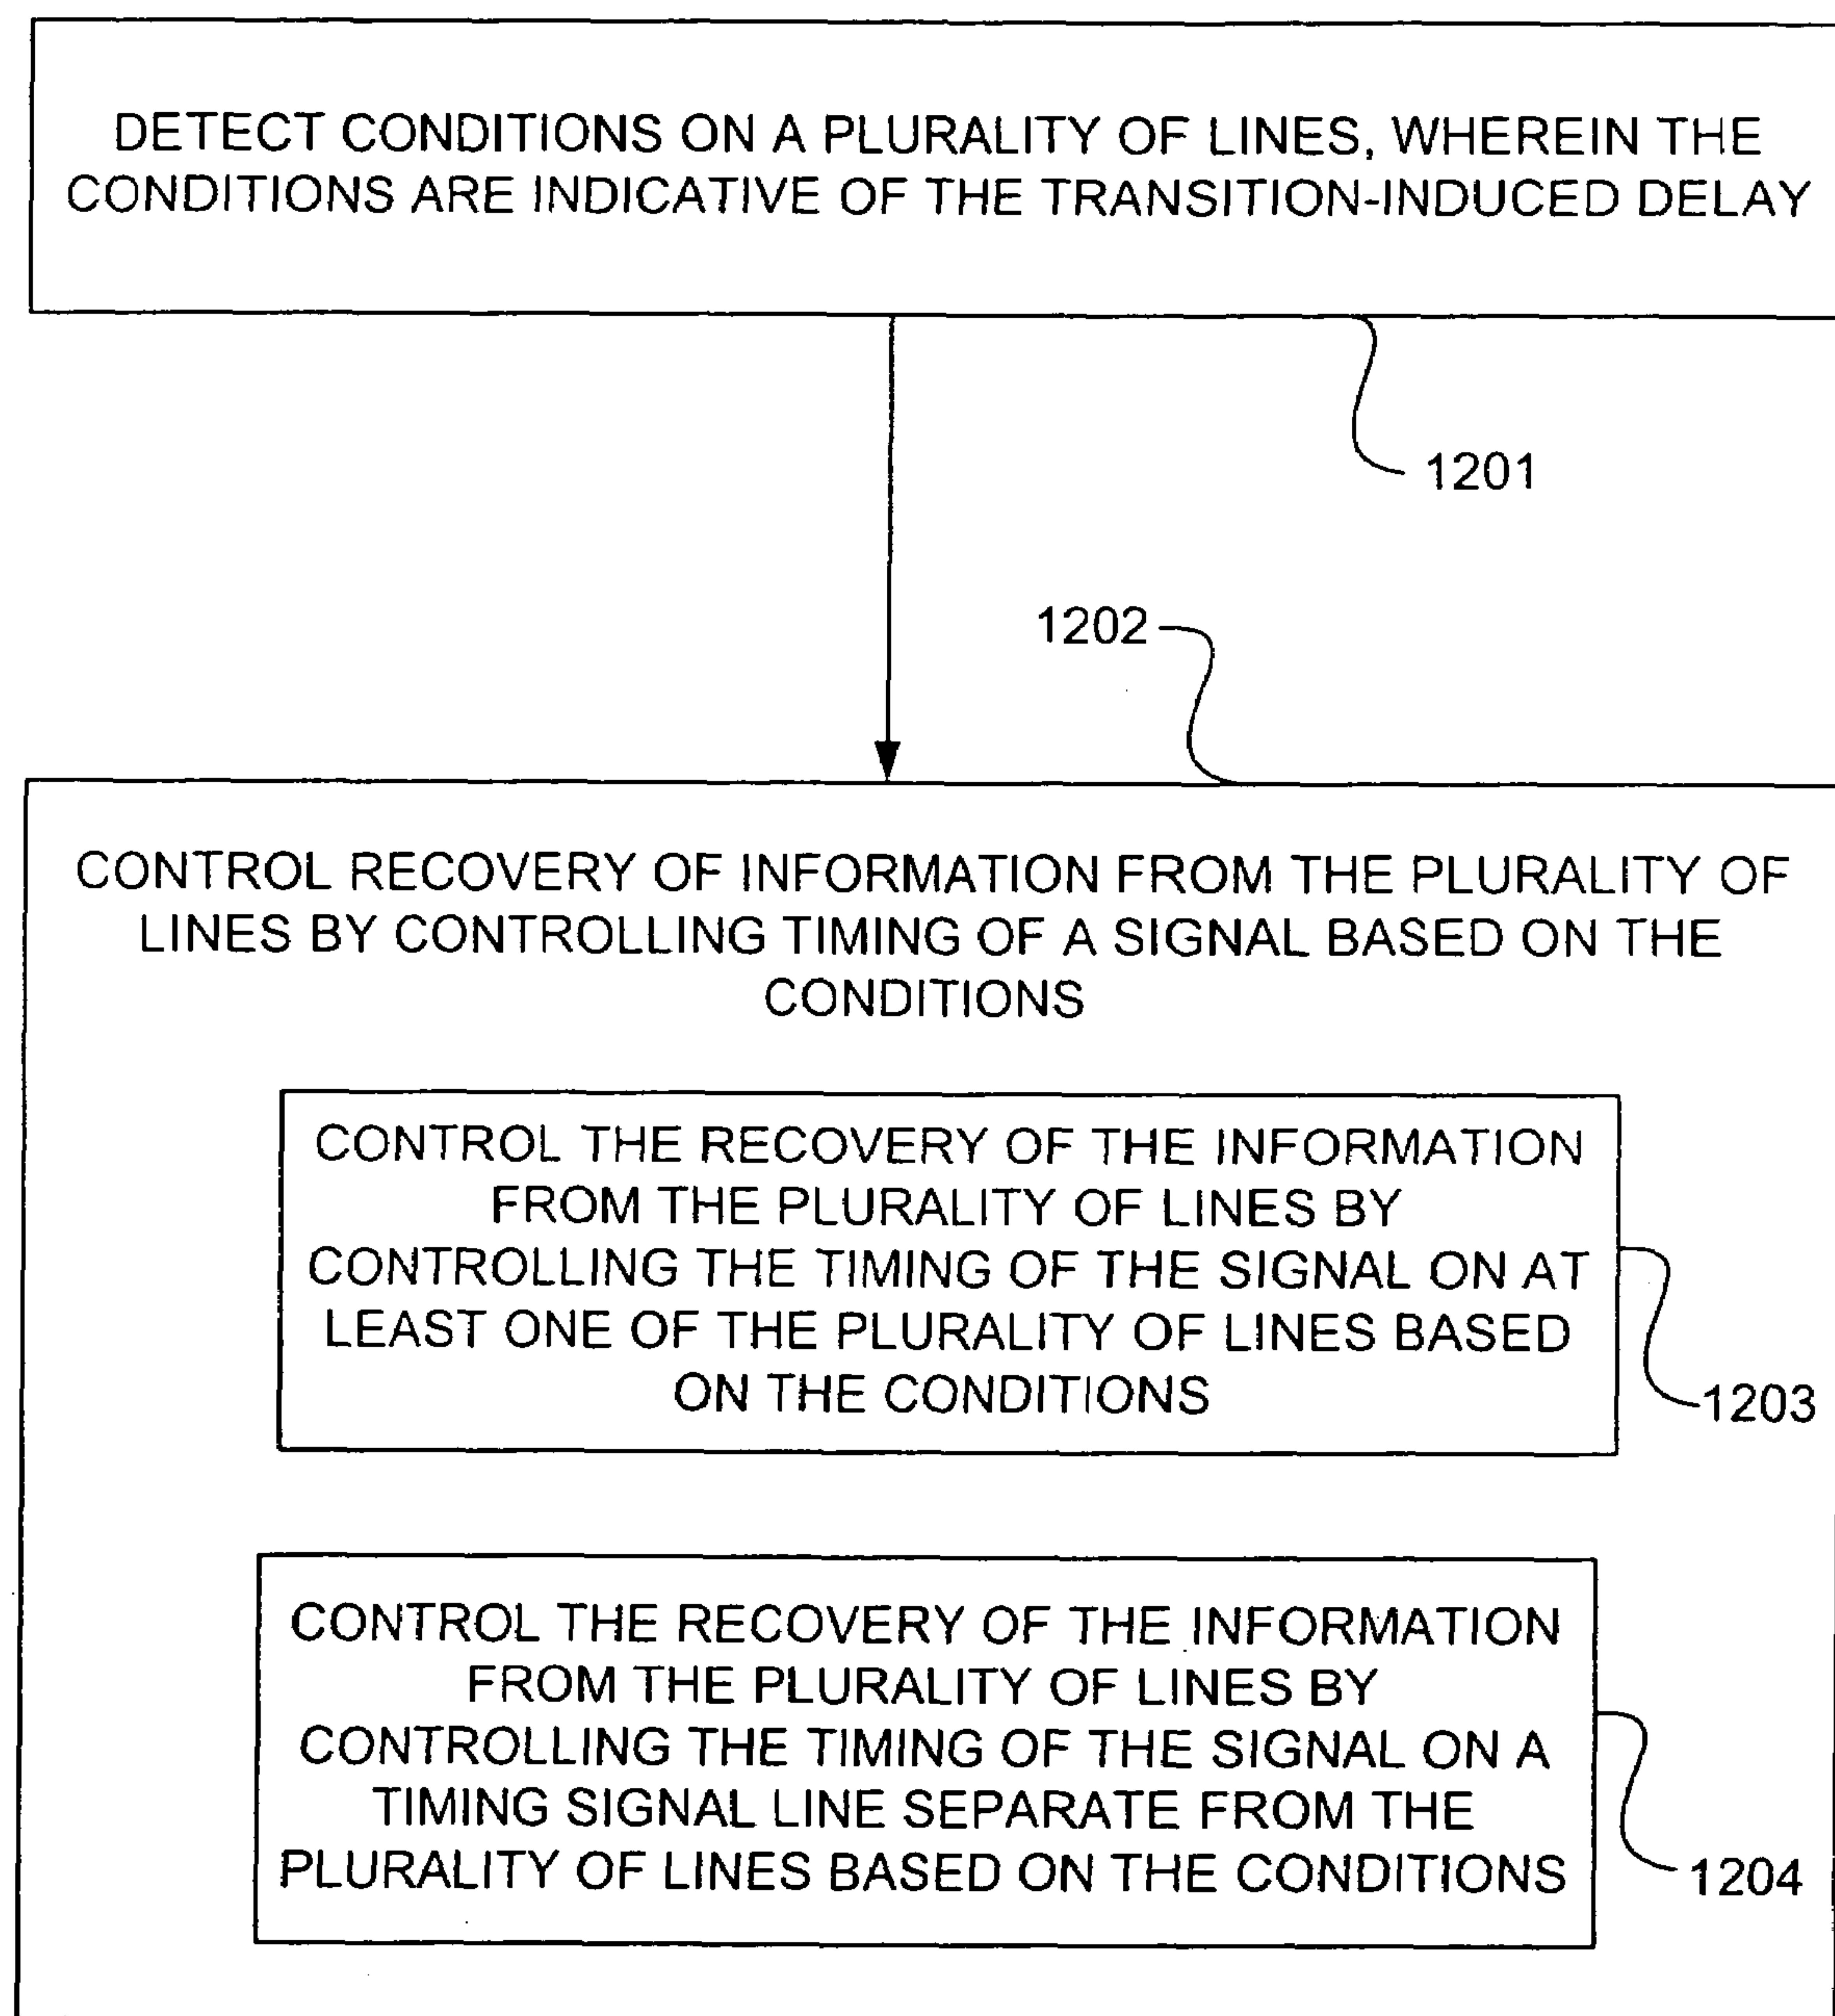 DETECT CONDITIONS ON A PLURALITY OF LINES, WHEREIN THE
CONDITIONS ARE INDICATIVE OF THE TRANSITION-INDUCED DELAY
1201
1202
CONTROL RECOVERY OF INFORMATION FROM THE PLURALITY OF
LINES BY CONTROLLING TIMING OF A SIGNAL BASED ON THE
CONDITIONS
CONTROL THE RECOVERY OF THE INFORMATION
FROM THE PLURALITY OF LINES BY
CONTROLLING THE TIMING OF THE SIGNAL ON AT
LEAST ONE OF THE PLURALITY OF LINES BASED
ON THE CONDITIONS
1203
CONTROL THE RECOVERY OF THE INFORMATION
FROM THE PLURALITY OF LINES BY
CONTROLLING THE TIMING OF THE SIGNAL ON A
TIMING SIGNAL LINE SEPARATE FROM THE
PLURALITY OF LINES BASED ON THE CONDITIONS
1204